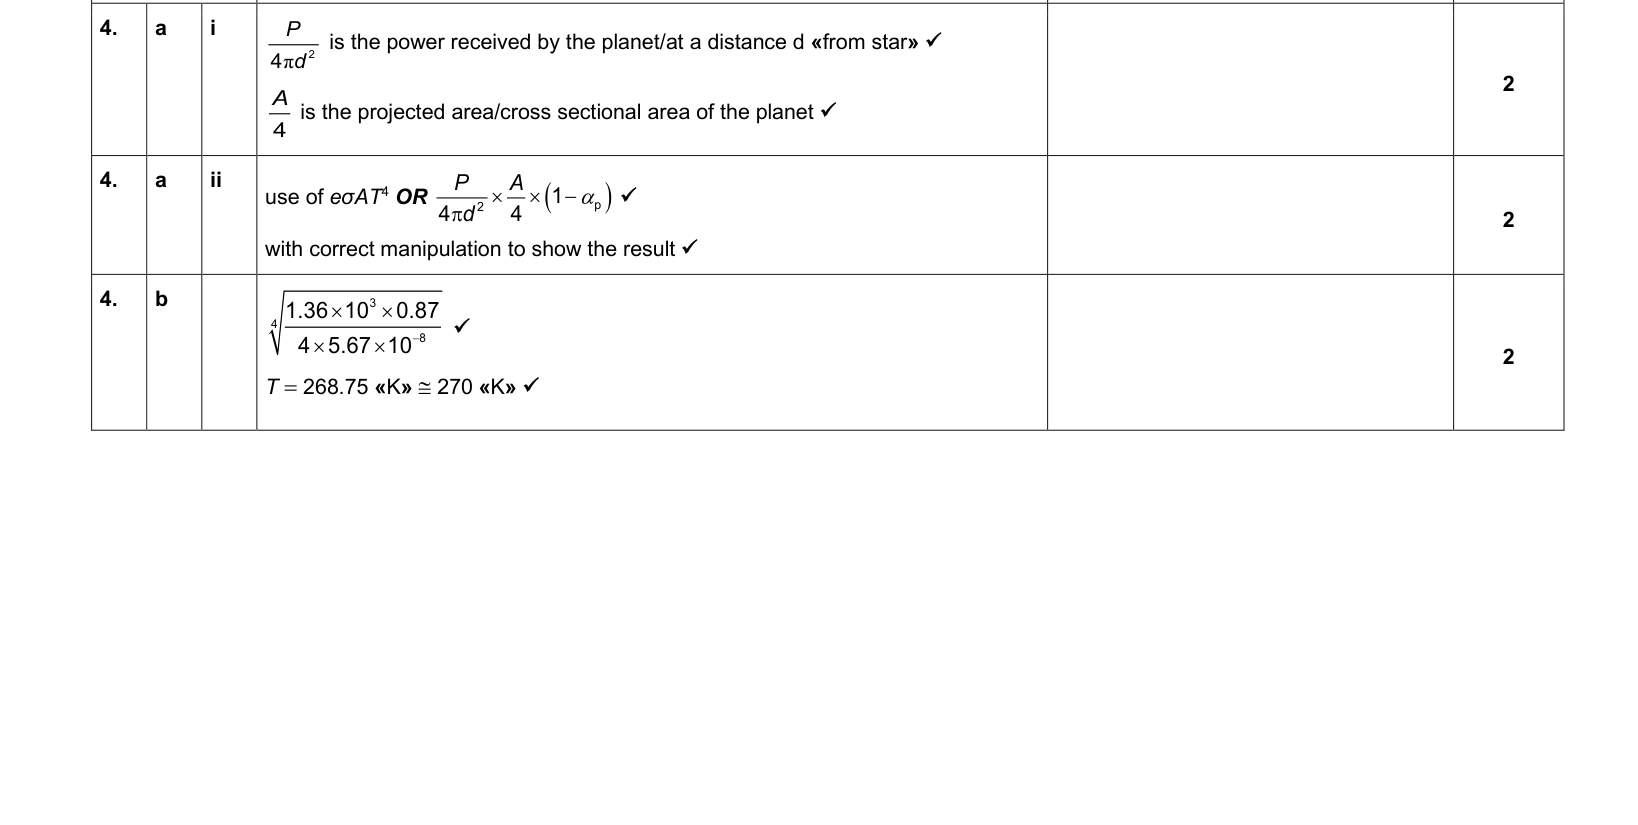 4. a i P/4πd² is the power received by the planet/at a distance d «from star» ✓
A/4 is the projected area/cross sectional area of the planet ✓
2
4. a ii use of eσAT⁴ OR P/4πd² × A/4 × (1 − αₚ) ✓
with correct manipulation to show the result ✓
2
4. b ∜(1.36×10³ ×0.87 / 4×5.67×10⁻⁸) ✓
T = 268.75 «K» ≅ 270 «K» ✓
2